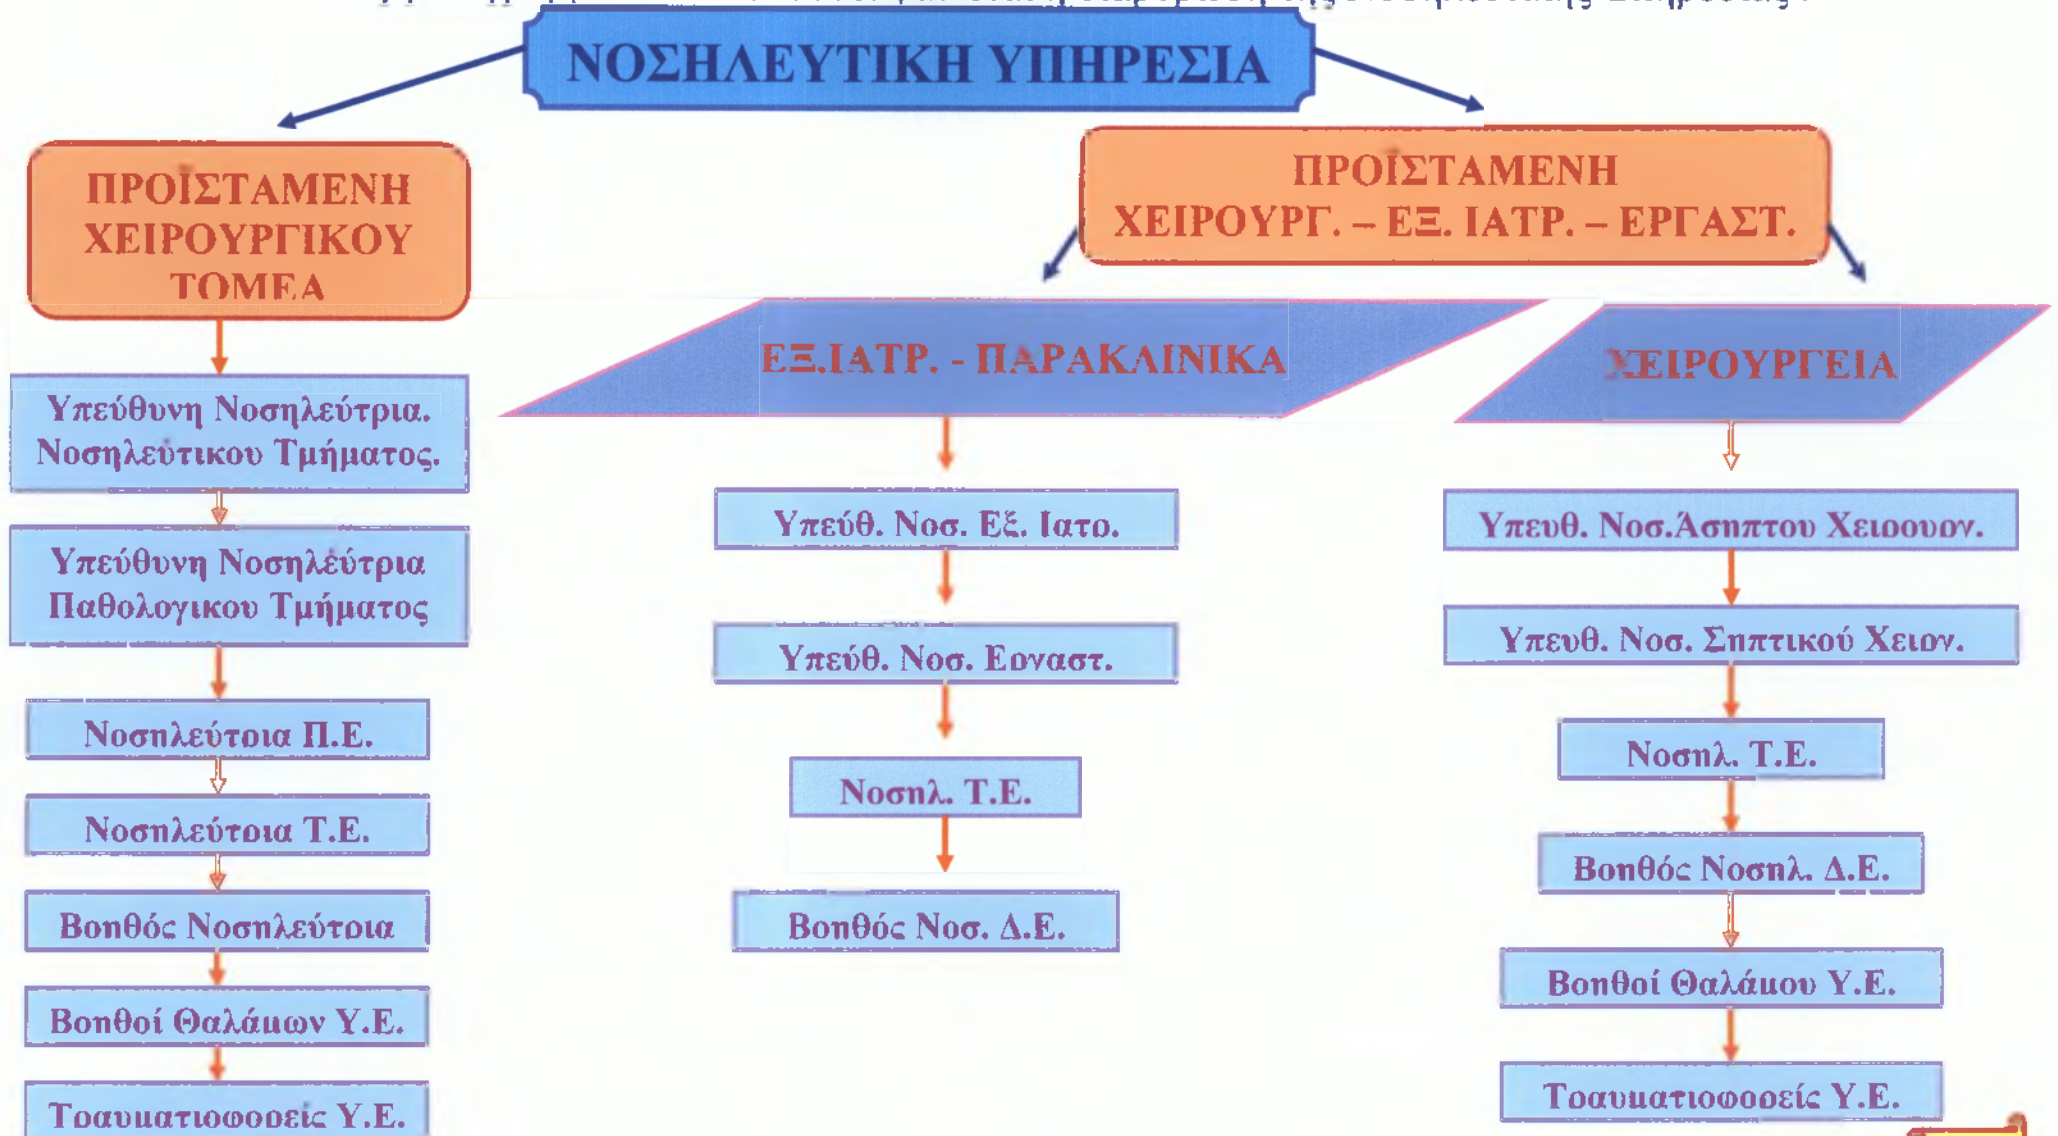 ΝΟΣΗΛΕΥΤΙΚΗ ΥΠΗΡΕΣΙΑ
ΠΡΟΪΣΤΑΜΕΝΗ
ΧΕΙΡΟΥΡΓΙΚΟΥ
ΤΟΜΕΑ
ΠΡΟΪΣΤΑΜΕΝΗ
ΧΕΙΡΟΥΡΓ. – ΕΞ. ΙΑΤΡ. – ΕΡΓΑΣΤ.
ΕΞ.ΙΑΤΡ. - ΠΑΡΑΚΛΙΝΙΚΑ
ΧΕΙΡΟΥΡΓΕΙΑ
Υπεύθυνη Νοσηλεύτρια.
Νοσηλεύτικου Τμήματος.
Υπεύθυνη Νοσηλεύτρια
Παθολογικου Τμήματος
Νοσηλεύτρια Π.Ε.
Νοσηλεύτρια Τ.Ε.
Βοηθός Νοσηλεύτρια
Βοηθοί Θαλάμων Υ.Ε.
Τραυματιοφορείς Υ.Ε.
Υπεύθ. Νοσ. Εξ. Ιατρ.
Υπεύθ. Νοσ. Εργαστ.
Νοσηλ. Τ.Ε.
Βοηθός Νοσ. Δ.Ε.
Υπευθ. Νοσ.Άσηπτου Χειρουργ.
Υπευθ. Νοσ. Σηπτικού Χειργ.
Νοσηλ. Τ.Ε.
Βοηθός Νοσηλ. Δ.Ε.
Βοηθοί Θαλάμου Υ.Ε.
Τραυματιοφορείς Υ.Ε.